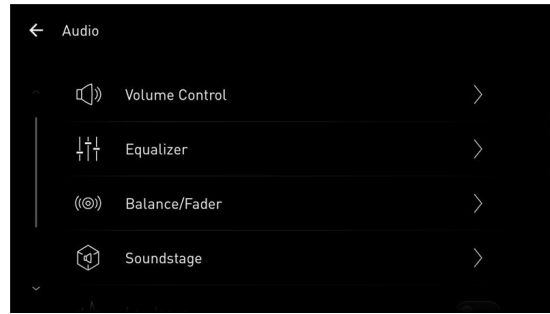 Audio
Volume Control
Equalizer
Balance/Fader
Soundstage